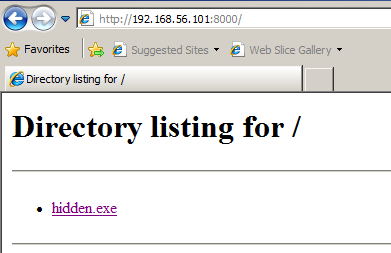 http://192.168.56.101:8000/
Favorites Suggested Sites Web Slice Gallery
Directory listing for /
Directory listing for /
hidden.exe